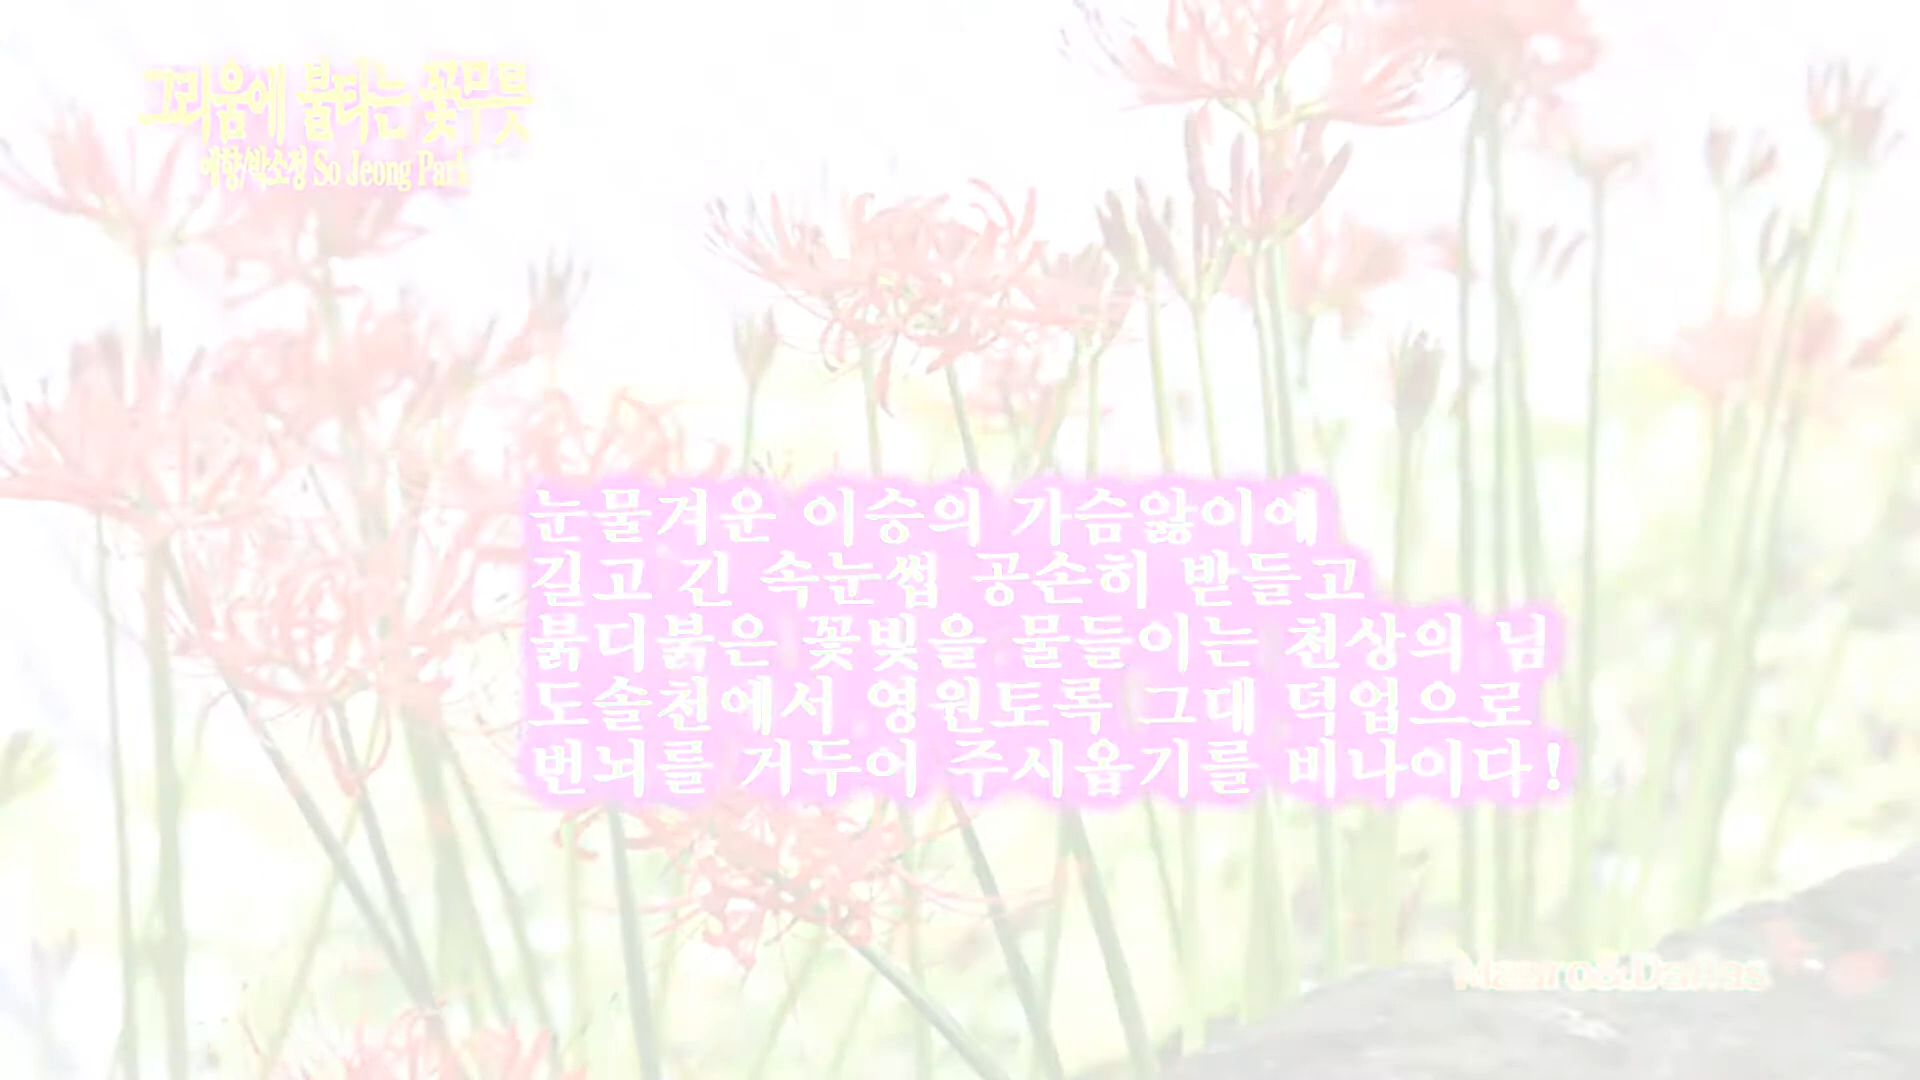 그리움에 불타는 꽃무릇
예향/박소정 So Jeong Park
눈물겨운 이승의 가슴앓이에
길고 긴 속눈썹 공손히 받들고
붉디붉은 꽃빛을 물들이는 천상의 님
도솔천에서 영원토록 그대 덕업으로
번뇌를 거두어 주시옵기를 비나이다!